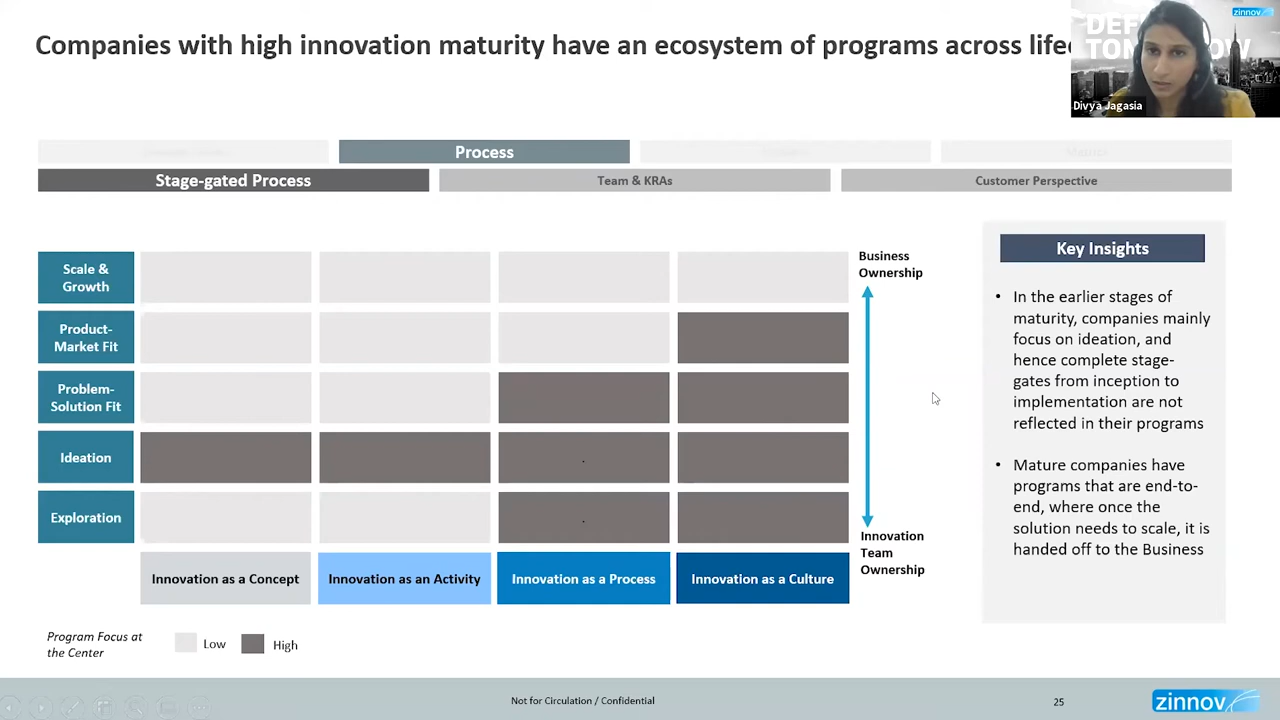 zinnov
DEF
TOM OW
Companies with high innovation maturity have an ecosystem of programs across life
Divya Jagasia
Process
Stage-gated Process
Team & KRAs
Customer Perspective
Scale &
Growth
Product-
Market Fit
Problem-
Solution Fit
Ideation
Exploration
Innovation as a Concept
Innovation as an Activity
Innovation as a Process
Innovation as a Culture
Business
Ownership
Innovation
Team
Ownership
Key Insights
• In the earlier stages of
maturity, companies mainly
focus on ideation, and
hence complete stage-
gates from inception to
implementation are not
reflected in their programs
• Mature companies have
programs that are end-to-
end, where once the
solution needs to scale, it is
handed off to the Business
Program Focus at
the Center
Low
High
Not for Circulation / Confidential
25
zinnov